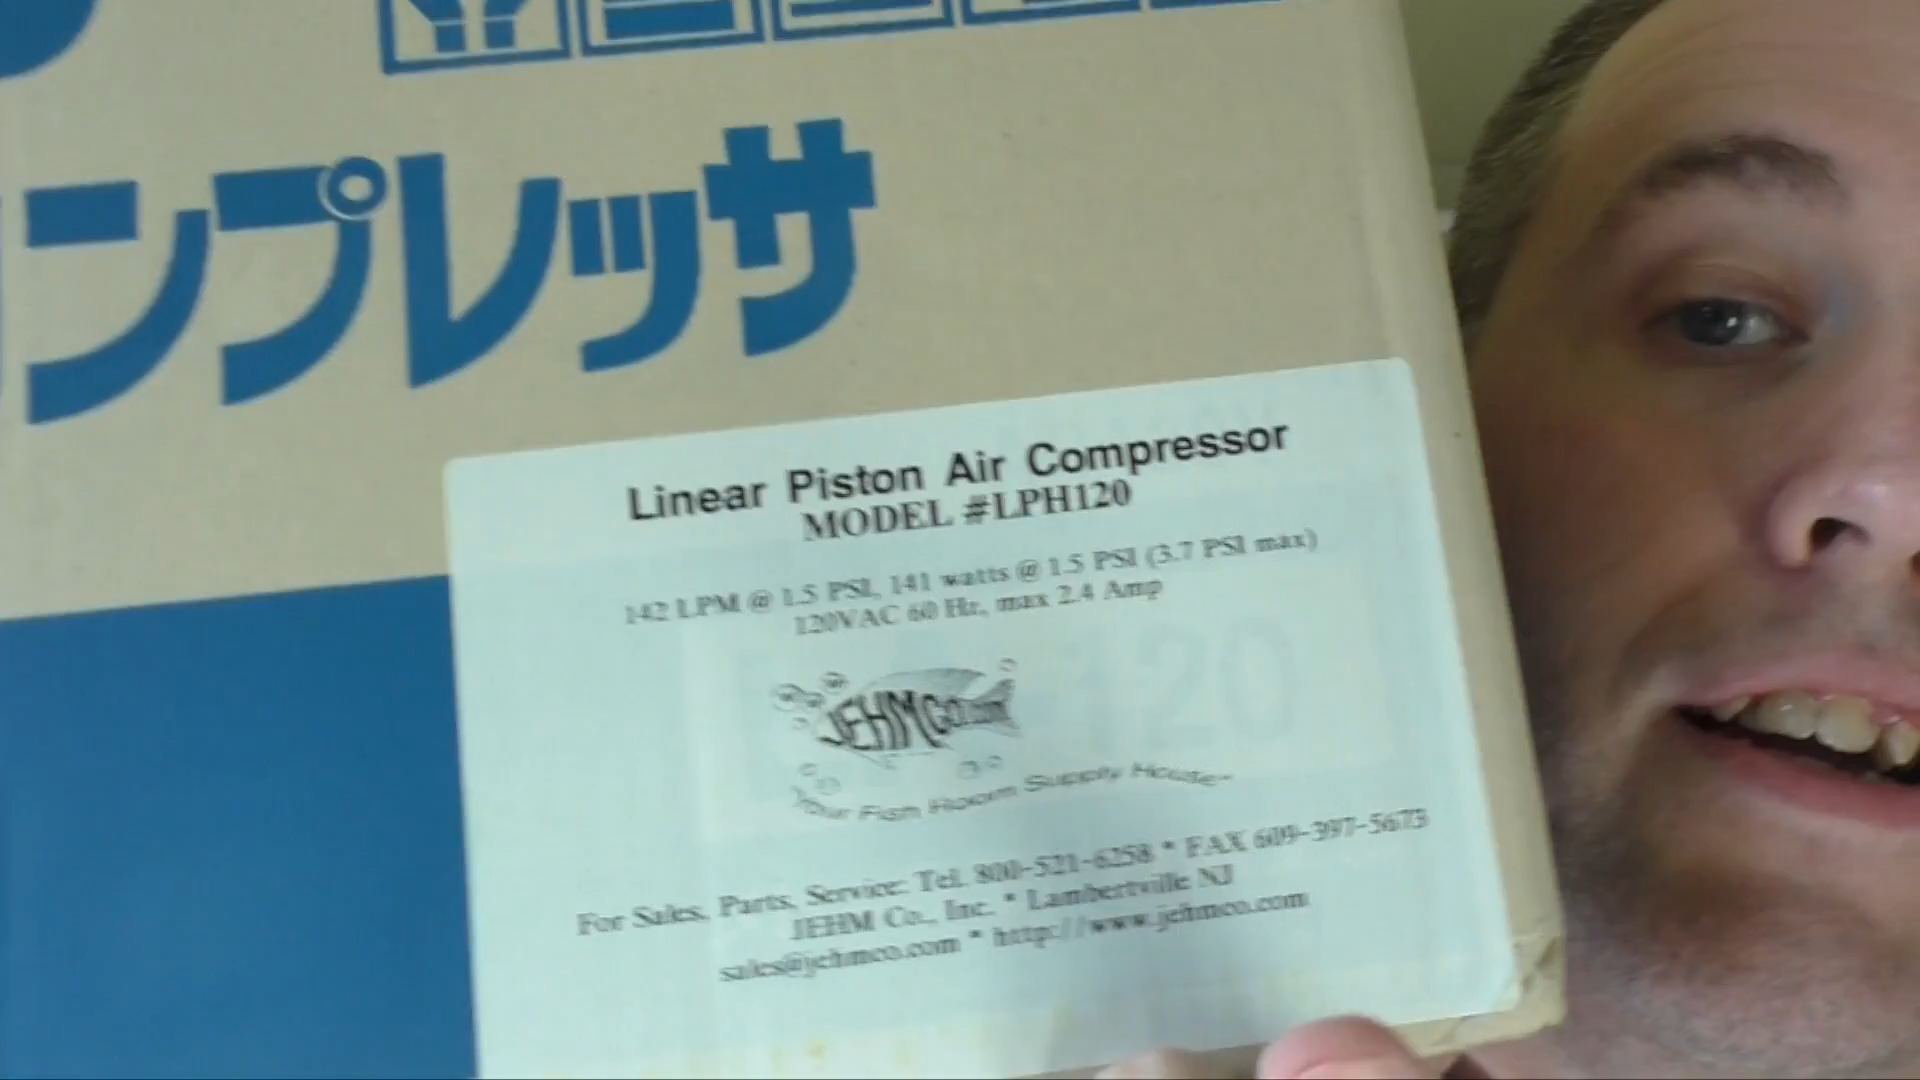 ンプレッサ
Linear Piston Air Compressor
MODEL #LPH120
142 LPM @ 1.5 PSI, 141 watts @ 1.5 PSI (3.7 PSI max)
120VAC 60 Hz, max 2.4 Amp
120
JEHMCO.com
Your Fish Room Supply House
For Sales, Parts, Service: Tel. 800-521-6258 * FAX 609-397-5673
JEHM Co., Inc. * Lambertville NJ
sales@jehmco.com * http://www.jehmco.com